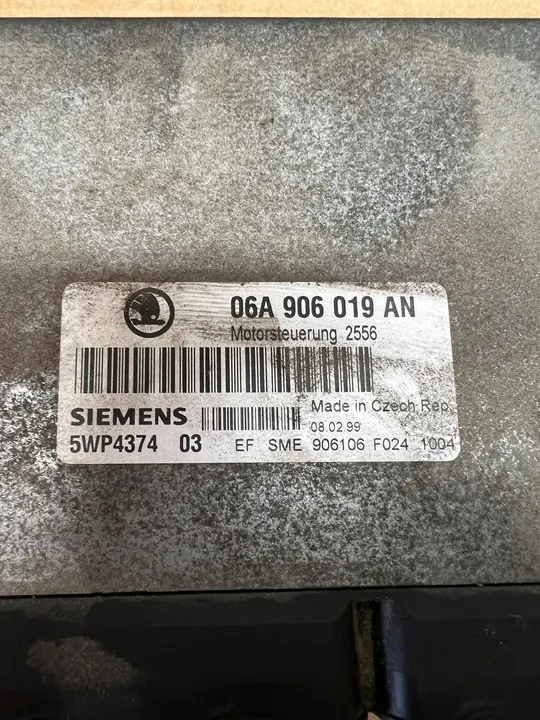 06A 906 019 AN
Motorsteuerung 2556
SIEMENS
Made in Czech Rep
08.02.99
5WP4374 03
EF SME 906106 F024 1004